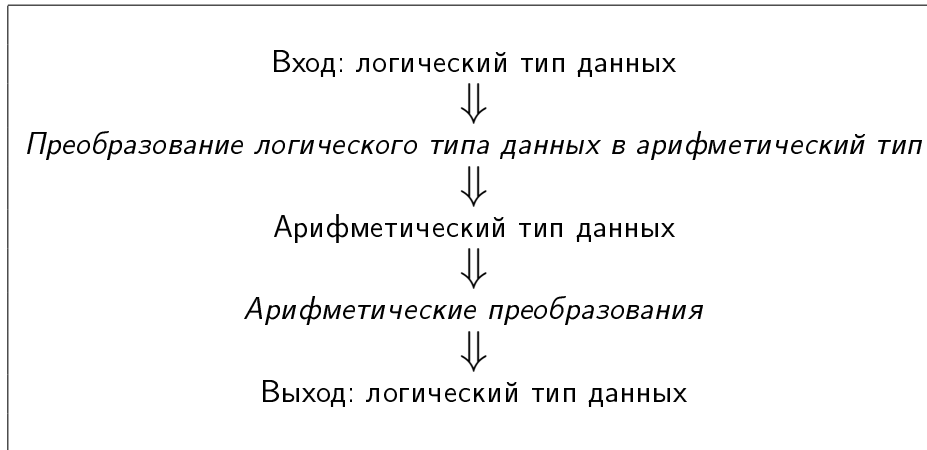 Вход: логический тип данных
⇓
Преобразование логического типа данных в арифметический тип
⇓
Арифметический тип данных
⇓
Арифметические преобразования
⇓
Выход: логический тип данных